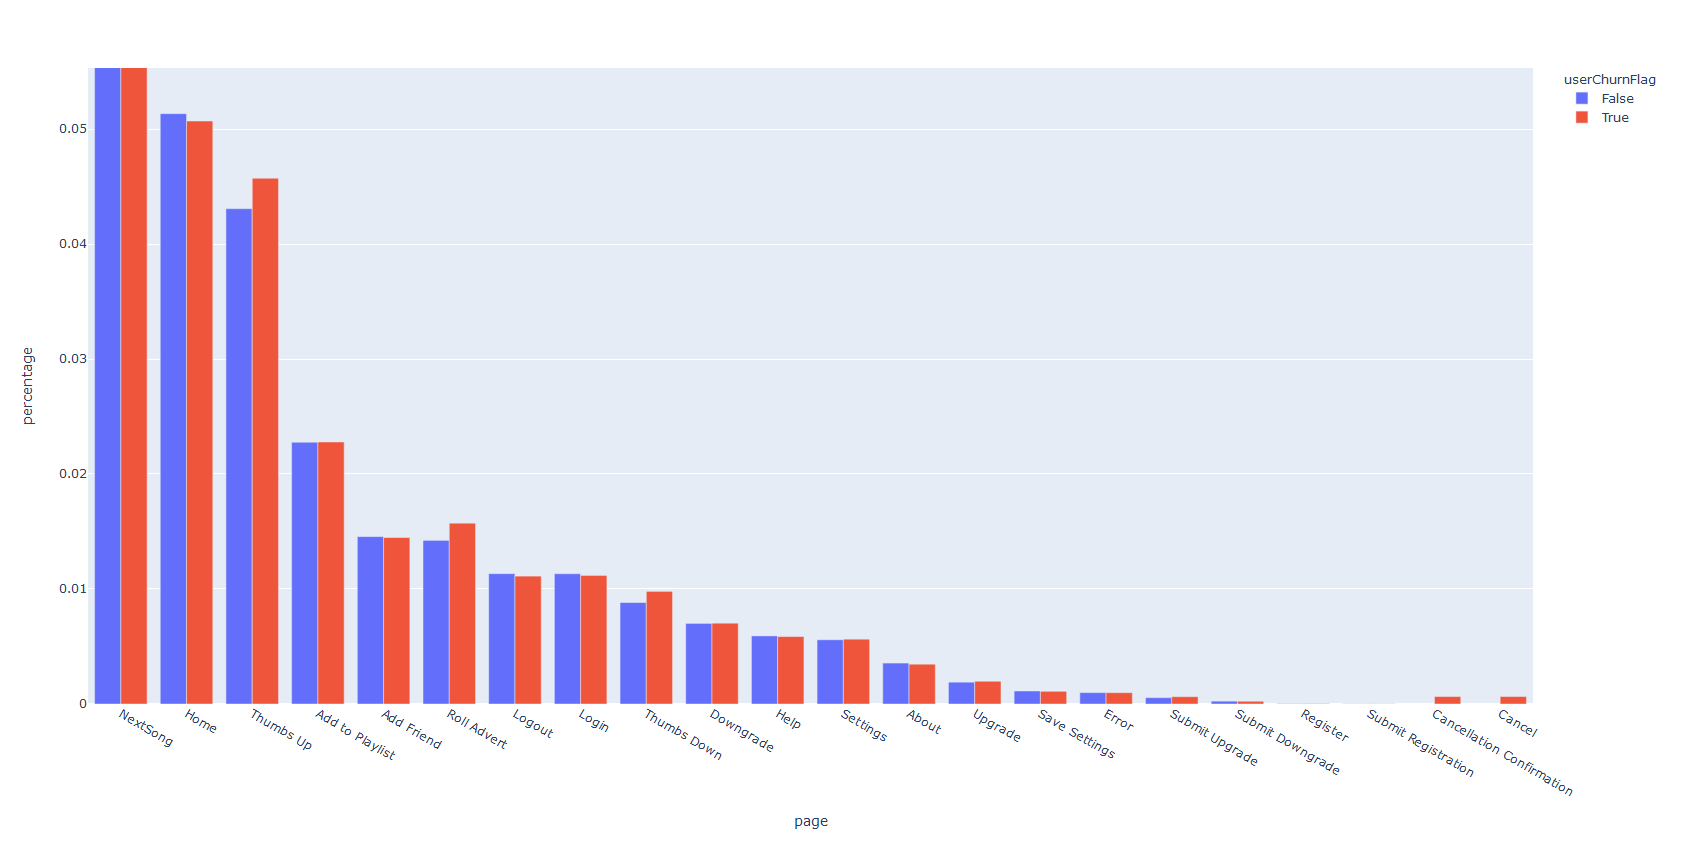 userChurnFlag
False
True
percentage
0.05
0.04
0.03
0.02
0.01
0
NextSong
Home
Thumbs Up
Add to Playlist
Add Friend
Roll Advert
Logout
Login
Thumbs Down
Downgrade
Help
Settings
About
Upgrade
Save Settings
Error
Submit Upgrade
Submit Downgrade
Register
Submit Registration
Cancellation Confirmation
Cancel
page